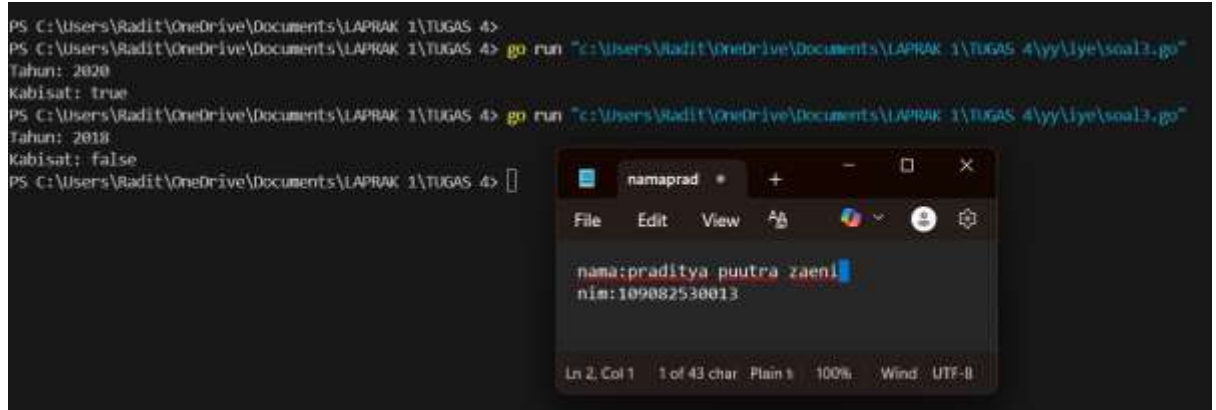 PS C:\Users\Radit\OneDrive\Documents\LAPRAK 1\TUGAS 4>
PS C:\Users\Radit\OneDrive\Documents\LAPRAK 1\TUGAS 4> go run "c:\Users\Radit\OneDrive\Documents\LAPRAK 1\TUGAS 4\yy\iye\soal3.go"
Tahun: 2020
Kabisat: true
PS C:\Users\Radit\OneDrive\Documents\LAPRAK 1\TUGAS 4> go run "c:\Users\Radit\OneDrive\Documents\LAPRAK 1\TUGAS 4\yy\iye\soal3.go"
Tahun: 2018
Kabisat: false
PS C:\Users\Radit\OneDrive\Documents\LAPRAK 1\TUGAS 4>
namaprad
File Edit View
nama:praditya puutra zaeni
nim:109082530013
Ln 2, Col 1 1 of 43 char Plain t 100% Wind UTF-8